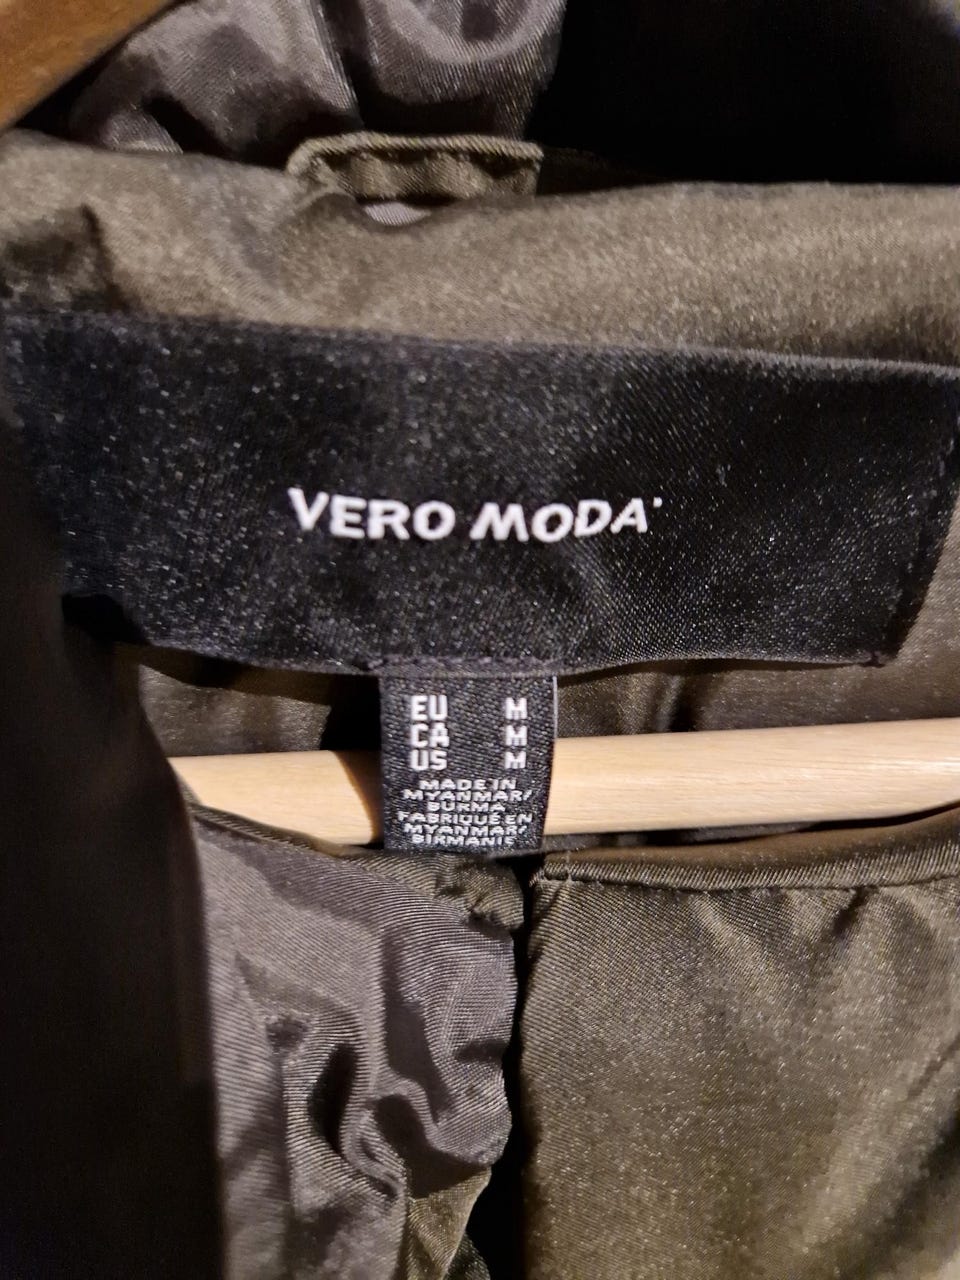 VERO MODA
EU M
CA M
US M
MADE IN
MYANMAR/
BURMA
FABRIQUÉ EN
MYANMAR/
BIRMANIE